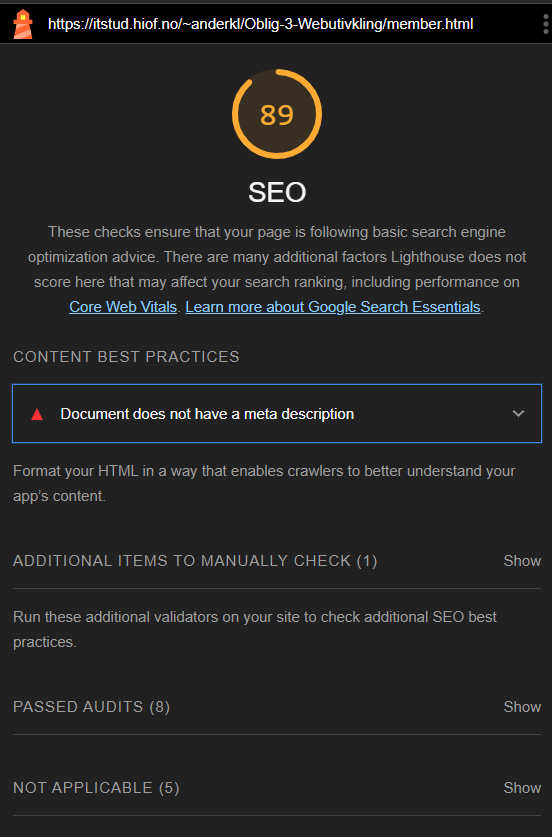 https://itstud.hiof.no/~anderkl/Oblig-3-Webutivkling/member.html
89
SEO
These checks ensure that your page is following basic search engine
optimization advice. There are many additional factors Lighthouse does not
score here that may affect your search ranking, including performance on
Core Web Vitals. Learn more about Google Search Essentials.
CONTENT BEST PRACTICES
Document does not have a meta description
Format your HTML in a way that enables crawlers to better understand your
app’s content.
ADDITIONAL ITEMS TO MANUALLY CHECK (1) Show
Run these additional validators on your site to check additional SEO best
practices.
PASSED AUDITS (8) Show
NOT APPLICABLE (5) Show